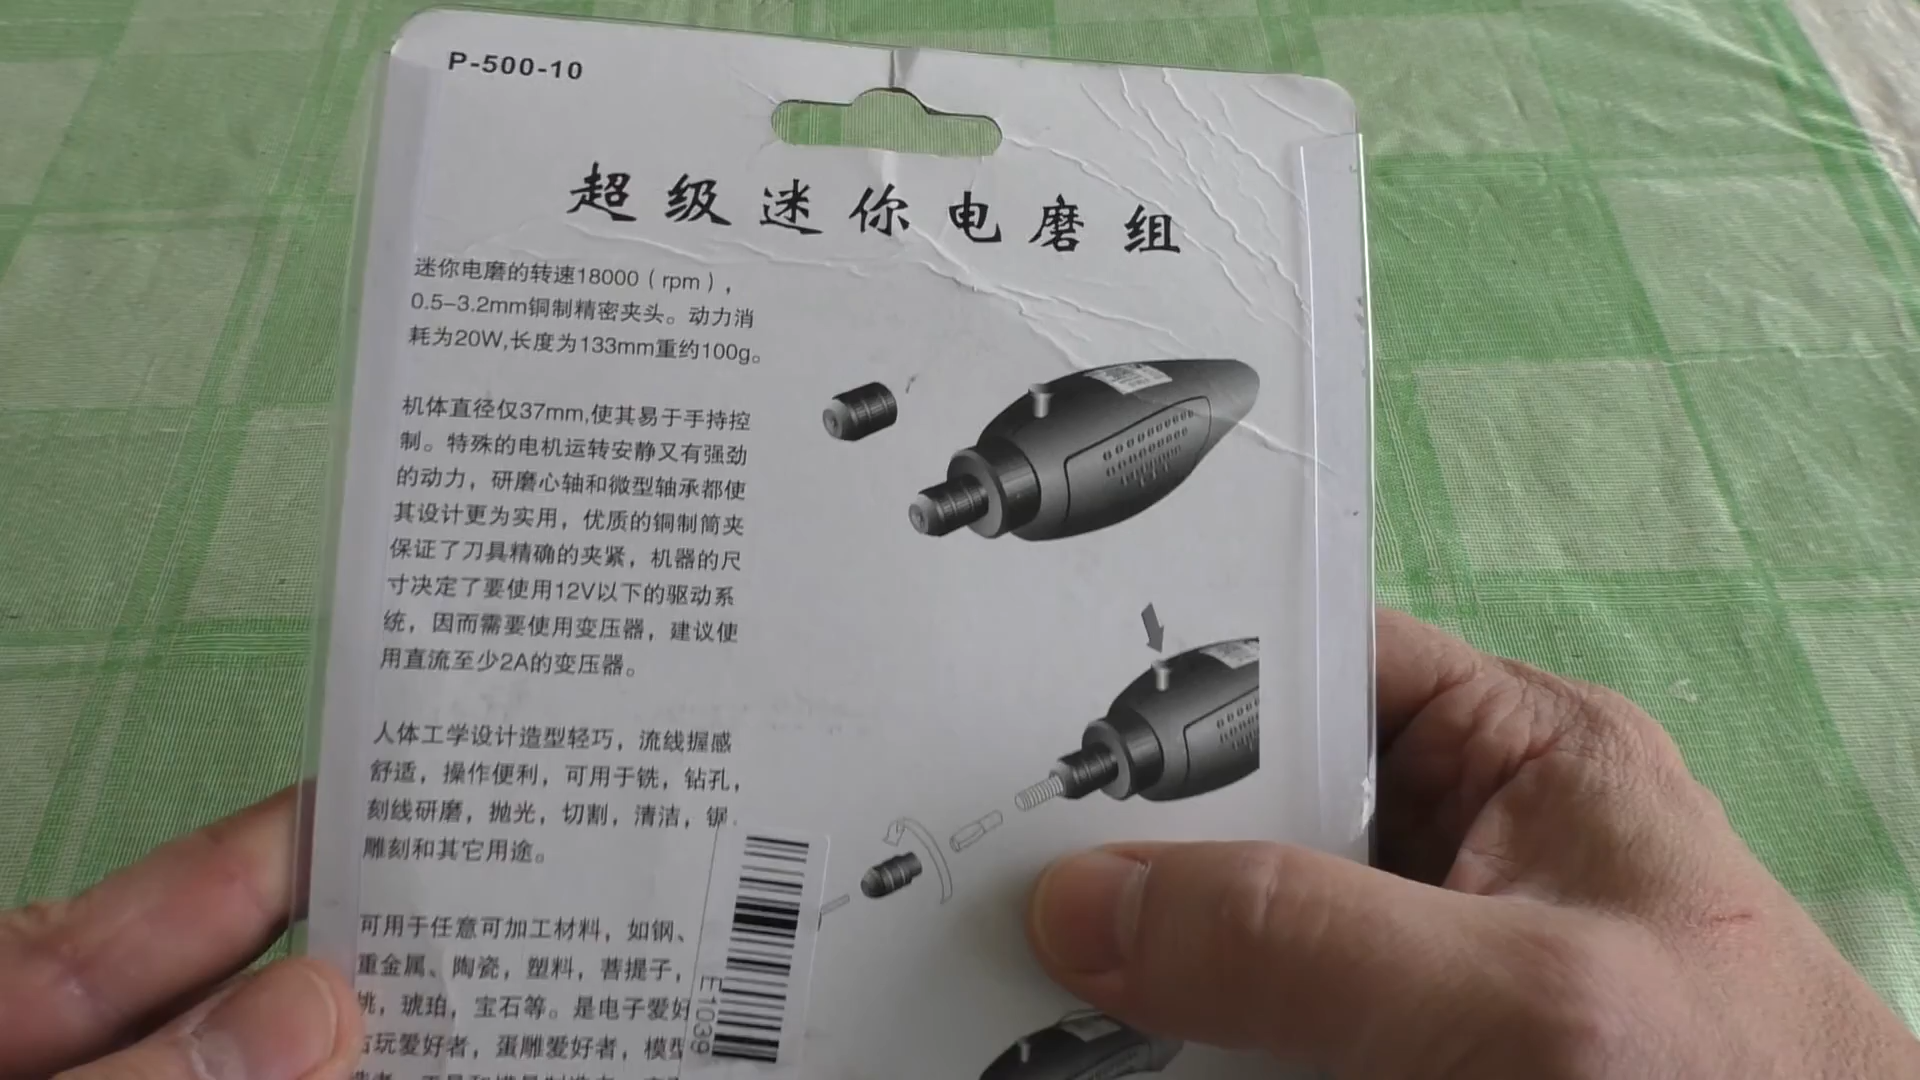 P-500-10
超级迷你电磨组
迷你电磨的转速18000（rpm），
0.5-3.2mm铜制精密夹头。动力消
耗为20W,长度为133mm重约100g。
机体直径仅37mm,使其易于手持控
制。特殊的电机运转安静又有强劲
的动力，研磨心轴和微型轴承都使
其设计更为实用，优质的铜制筒夹
保证了刀具精确的夹紧，机器的尺
寸决定了要使用12V以下的驱动系
统，因而需要使用变压器，建议使
用直流至少2A的变压器。
人体工学设计造型轻巧，流线握感
舒适，操作便利，可用于铣，钻孔，
刻线研磨，抛光，切割，清洁，锯
雕刻和其它用途。
可用于任意可加工材料，如钢、
重金属、陶瓷，塑料，菩提子，
桃，琥珀，宝石等。是电子爱好
古玩爱好者，蛋雕爱好者，模型
E1039